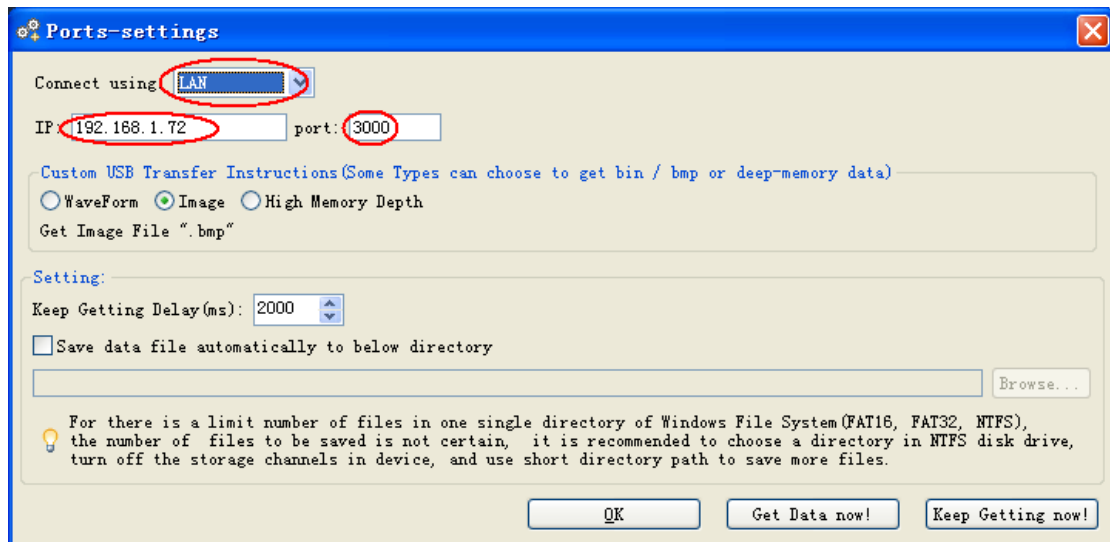 Ports-settings
Connect using: LAN
IP: 192.168.1.72 port: 3000
Custom USB Transfer Instructions(Some Types can choose to get bin / bmp or deep-memory data)
WaveForm Image High Memory Depth
Get Image File ".bmp"
Setting:
Keep Getting Delay(ms): 2000
Save data file automatically to below directory
Browse...
For there is a limit number of files in one single directory of Windows File System(FAT16, FAT32, NTFS),
the number of files to be saved is not certain, it is recommended to choose a directory in NTFS disk drive,
turn off the storage channels in device, and use short directory path to save more files.
OK Get Data now! Keep Getting now!